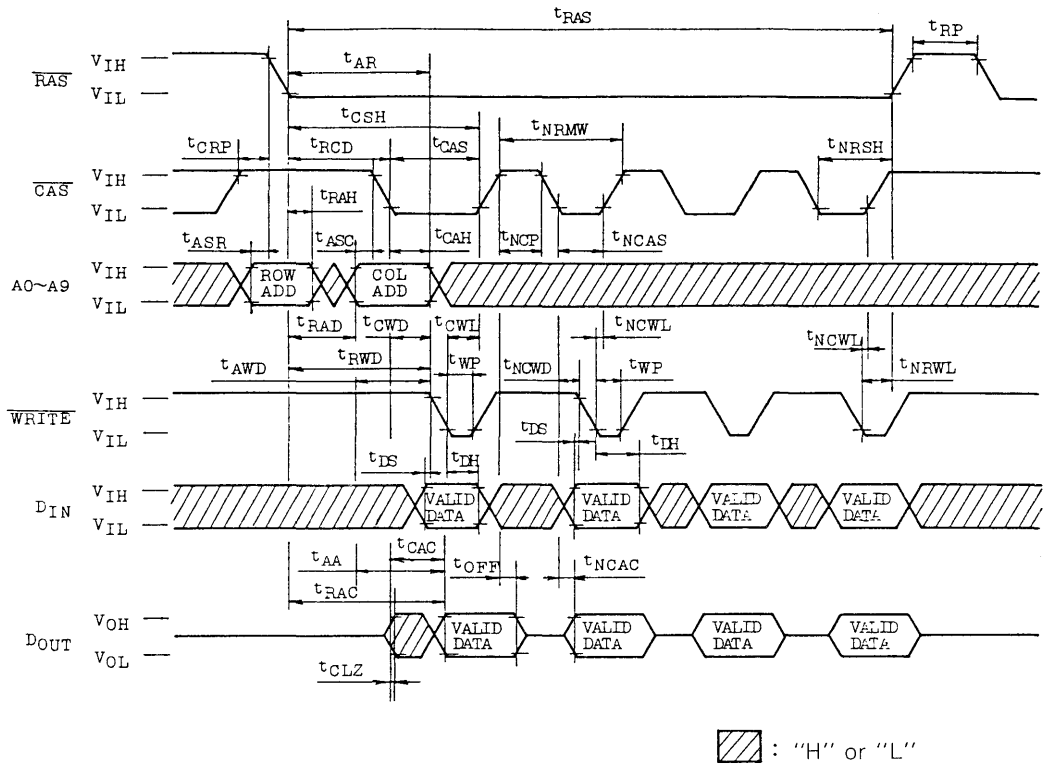 tRAS
tRP
tAR
RAS
VIH
VIL
tCSH
tNRMW
tCRP
tRCD
tCAS
tNRSH
CAS
VIH
VIL
tRAH
tASR
tASC
tCAH
tNCP
tNCAS
A0~A9
VIH
VIL
ROW ADD
COL ADD
tRAD
tCWD
tCWL
tNCWL
tNCWL
tRWD
tAWD
tWP
tNCWD
tWP
tNRWL
WRITE
VIH
VIL
tDS
tDH
tDS
tDH
DIN
VIH
VIL
VALID DATA
VALID DATA
VALID DATA
VALID DATA
tCAC
tAA
tOFF
tNCAC
tRAC
DOUT
VOH
VOL
VALID DATA
VALID DATA
VALID DATA
VALID DATA
tCLZ
: "H" or "L"